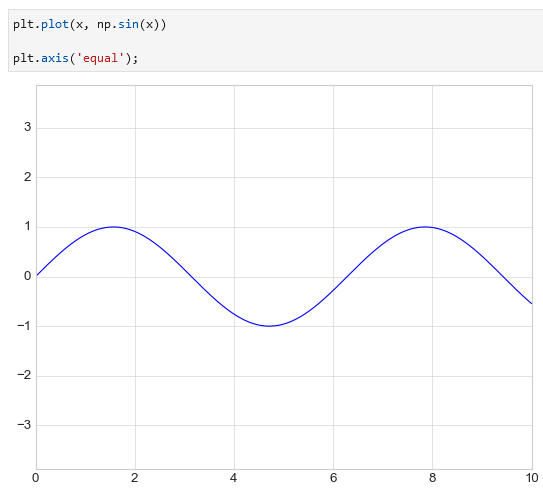 plt.plot(x, np.sin(x))
plt.axis('equal');
3
2
1
0
−1
−2
−3
0 2 4 6 8 10